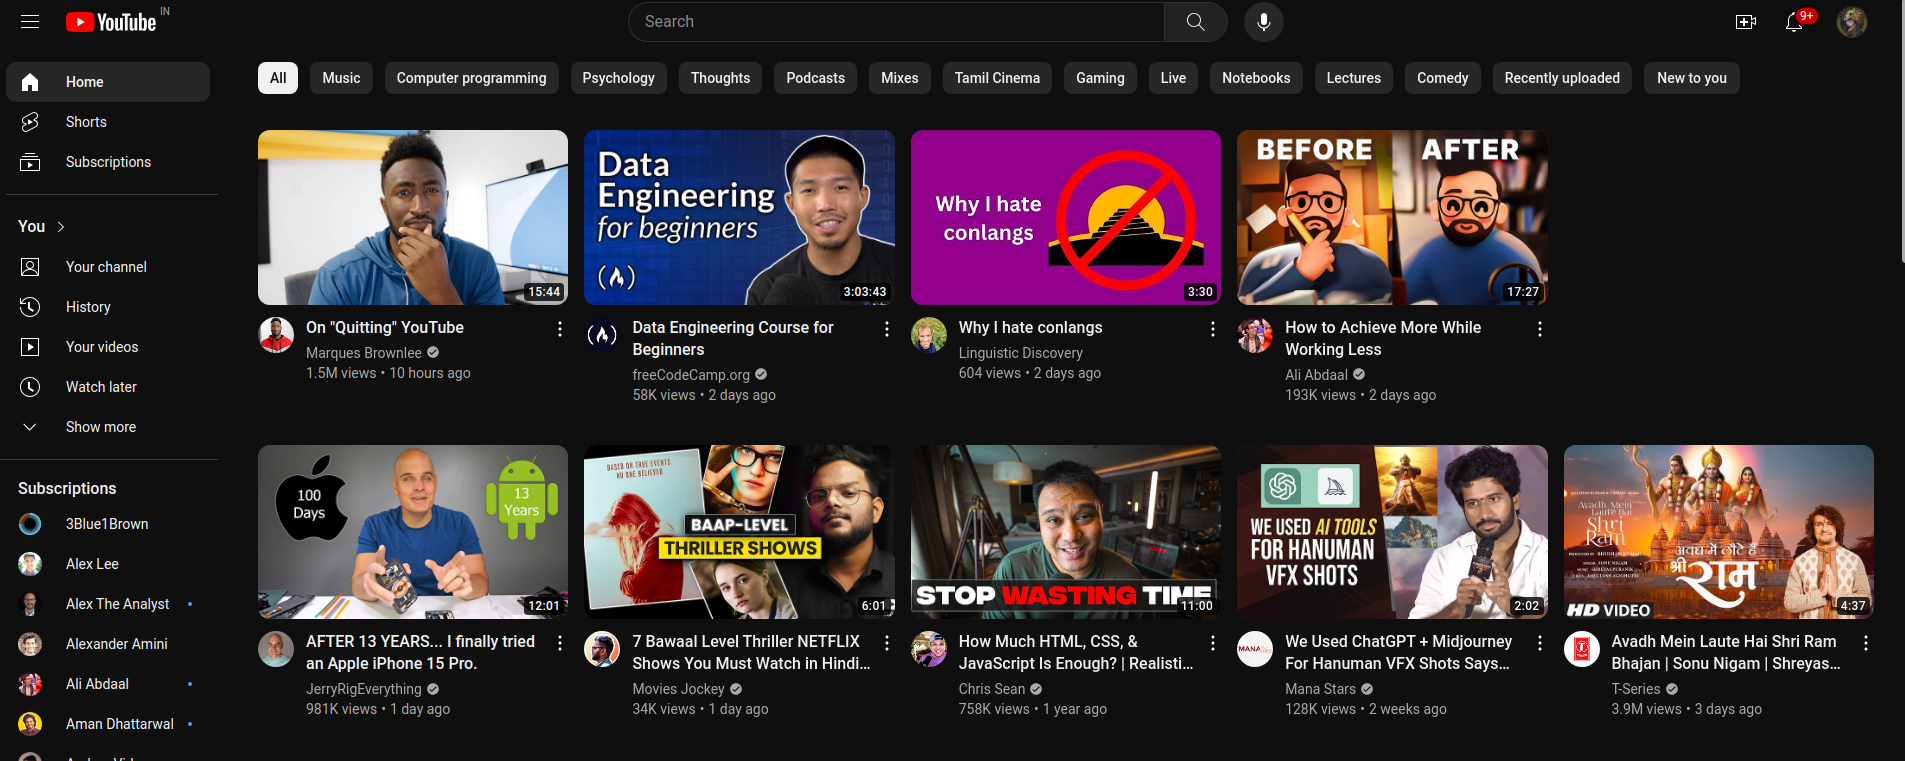 YouTube IN
Search
9+
Home
Shorts
Subscriptions
You
Your channel
History
Your videos
Watch later
Show more
Subscriptions
3Blue1Brown
Alex Lee
Alex The Analyst
Alexander Amini
Ali Abdaal
Aman Dhattarwal
All Music Computer programming Psychology Thoughts Podcasts Mixes Tamil Cinema Gaming Live Notebooks Lectures Comedy Recently uploaded New to you
15:44
On "Quitting" YouTube
Marques Brownlee
1.5M views • 10 hours ago
Data
Engineering
for beginners
3:03:43
Data Engineering Course for
Beginners
freeCodeCamp.org
58K views • 2 days ago
Why I hate
conlangs
3:30
Why I hate conlangs
Linguistic Discovery
604 views • 2 days ago
BEFORE AFTER
17:27
How to Achieve More While
Working Less
Ali Abdaal
193K views • 2 days ago
100
Days
13
Years
12:01
AFTER 13 YEARS... I finally tried
an Apple iPhone 15 Pro.
JerryRigEverything
981K views • 1 day ago
BASED ON TRUE EVENTS
NO ONE BELIEVED
BAAP-LEVEL
THRILLER SHOWS
6:01
7 Bawaal Level Thriller NETFLIX
Shows You Must Watch in Hindi...
Movies Jockey
34K views • 1 day ago
STOP WASTING TIME
11:00
How Much HTML, CSS, &
JavaScript Is Enough? | Realisti...
Chris Sean
758K views • 1 year ago
WE USED AI TOOLS
FOR HANUMAN
VFX SHOTS
2:02
MANA
We Used ChatGPT + Midjourney
For Hanuman VFX Shots Says...
Mana Stars
128K views • 2 weeks ago
Avadh Mein
Laute Hai
Shri
Ram
अवध में लौटे हैं
श्री राम
HD VIDEO
4:37
Avadh Mein Laute Hai Shri Ram
Bhajan | Sonu Nigam | Shreyas...
T-Series
3.9M views • 3 days ago